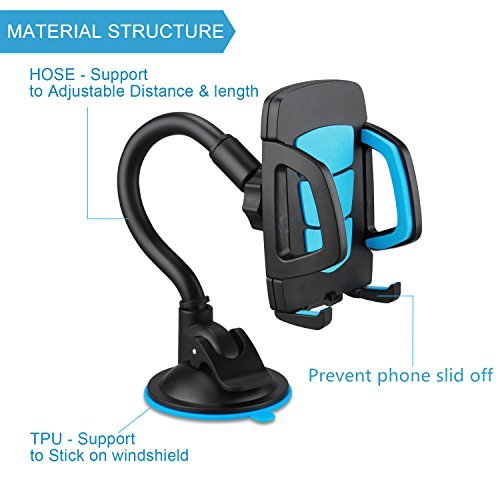 MATERIAL STRUCTURE
HOSE - Support
to Adjustable Distance & length
Prevent phone slid off
TPU - Support
to Stick on windshield